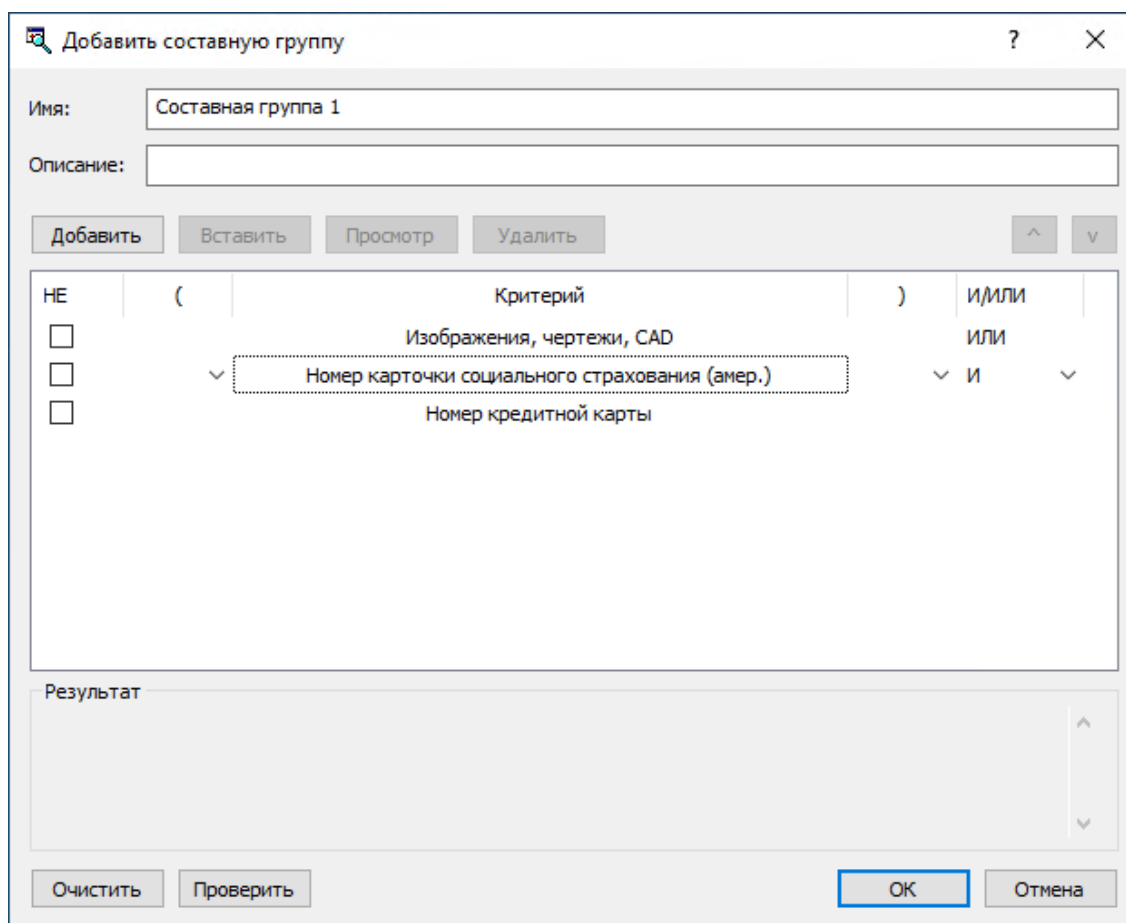 Добавить составную группу ?
Имя: Составная группа 1
Описание:
Добавить Вставить Просмотр Удалить ^ v
НЕ ( Критерий ) И/ИЛИ
Изображения, чертежи, CAD ИЛИ
Номер карточки социального страхования (амер.) И
Номер кредитной карты
Результат
Очистить Проверить ОК Отмена